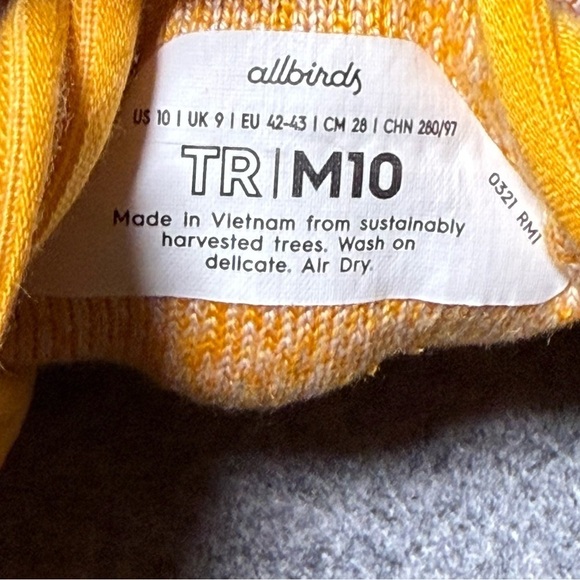 allbirds
US 10 | UK 9 | EU 42-43 | CM 28 | CHN 280/97
TR|M10
Made in Vietnam from sustainably
harvested trees. Wash on
delicate. Air Dry.
0321 RM1